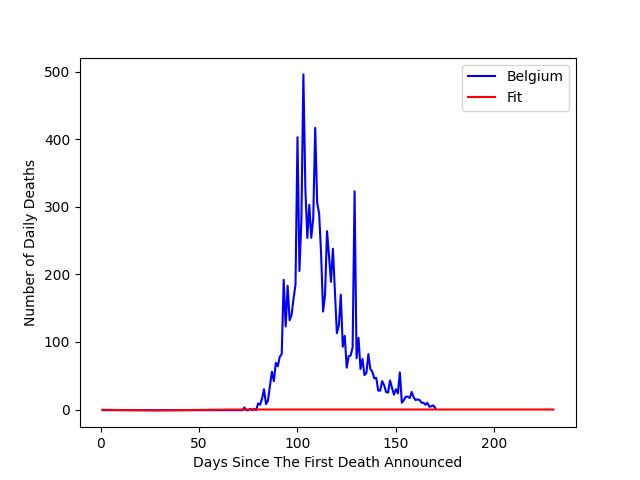 Belgium
Fit
500
400
300
200
100
0
Number of Daily Deaths
0 50 100 150 200
Days Since The First Death Announced